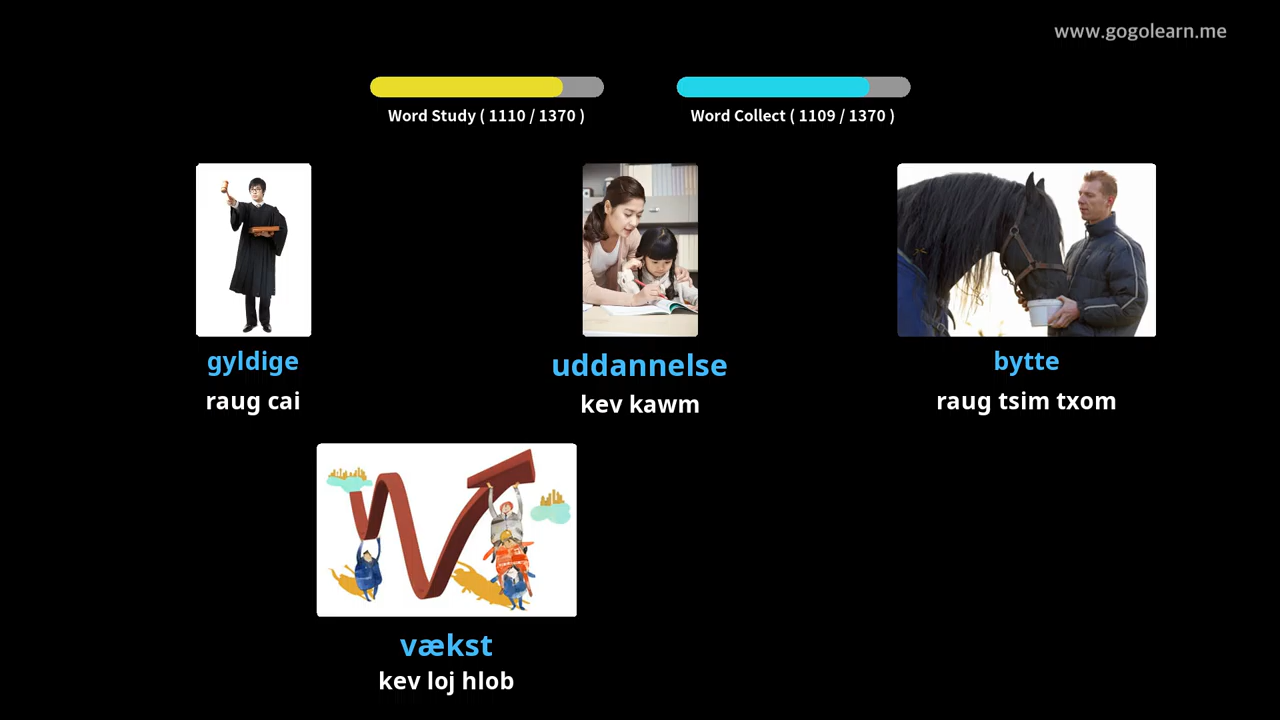 www.gogolearn.me
Word Study ( 1110 / 1370 )
Word Collect ( 1109 / 1370 )
gyldige
raug cai
uddannelse
kev kawm
bytte
raug tsim txom
vækst
kev loj hlob